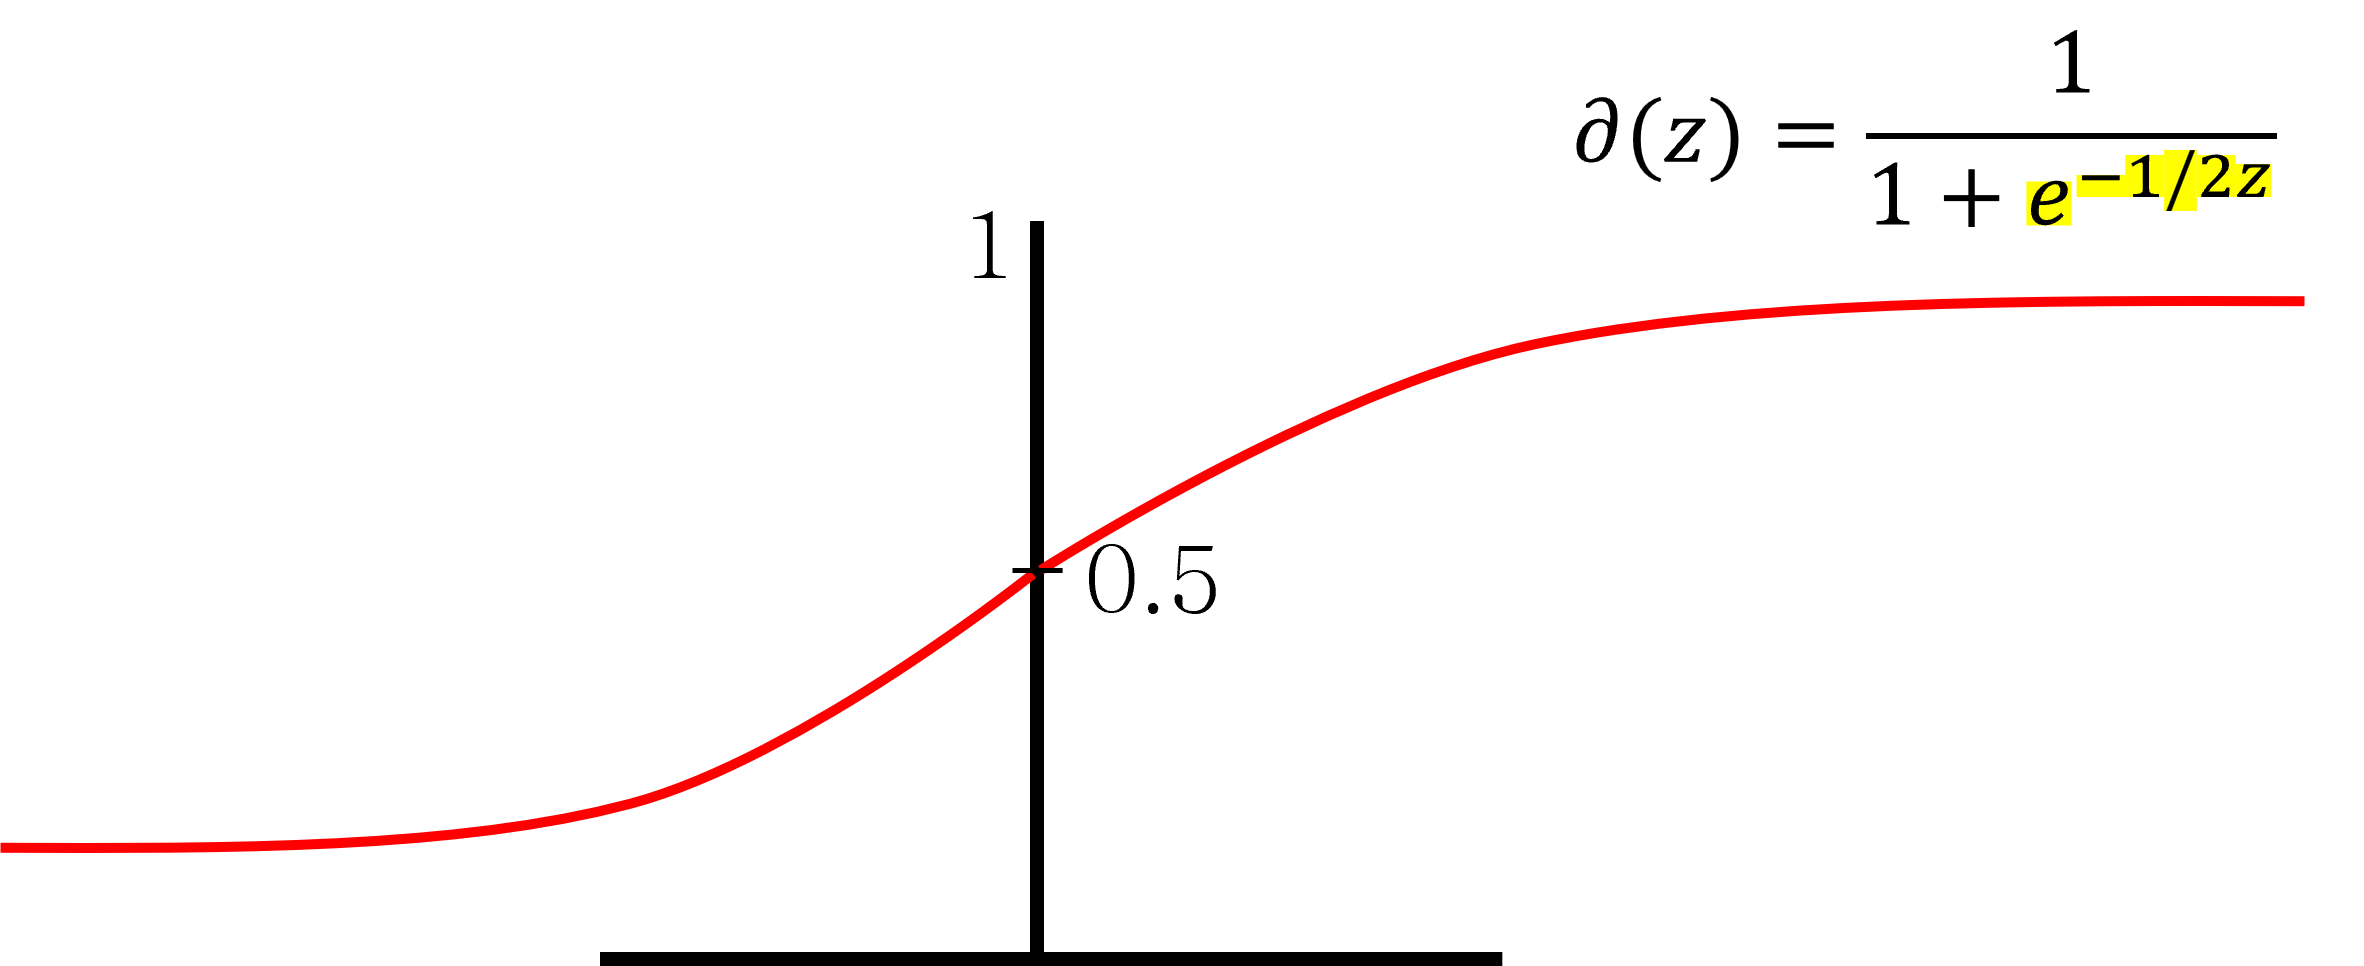 ∂(z) = 1 / (1 + e^{-1/2z})
1
0.5